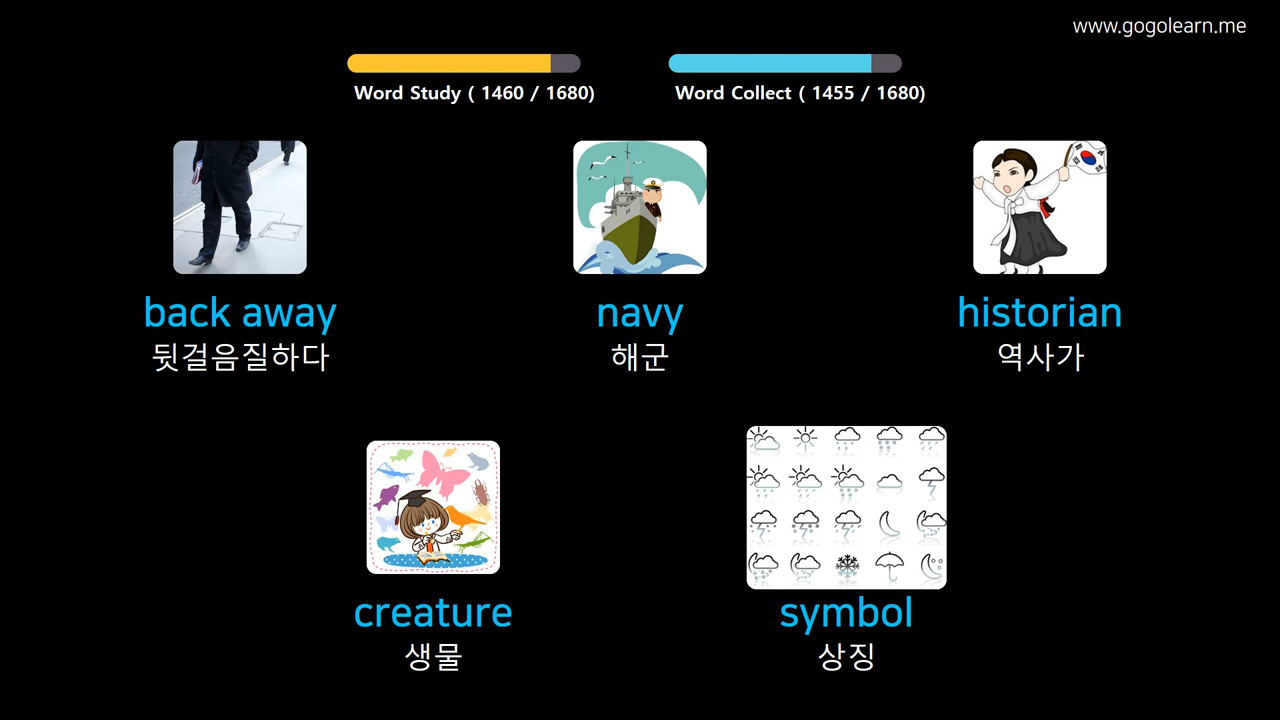 www.gogolearn.me
Word Study ( 1460 / 1680)
Word Collect ( 1455 / 1680)
back away
뒷걸음질하다
navy
해군
historian
역사가
creature
생물
symbol
상징